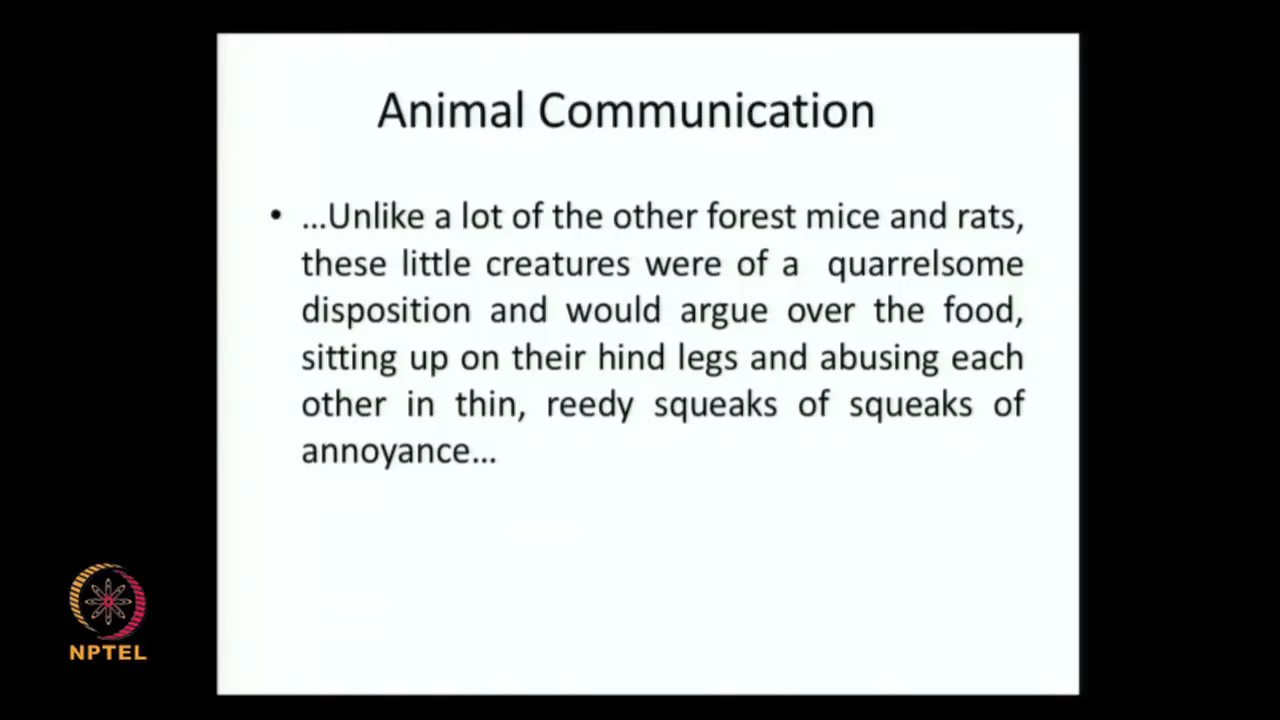 Animal Communication
• ...Unlike a lot of the other forest mice and rats,
these little creatures were of a quarrelsome
disposition and would argue over the food,
sitting up on their hind legs and abusing each
other in thin, reedy squeaks of squeaks of
annoyance...
NPTEL